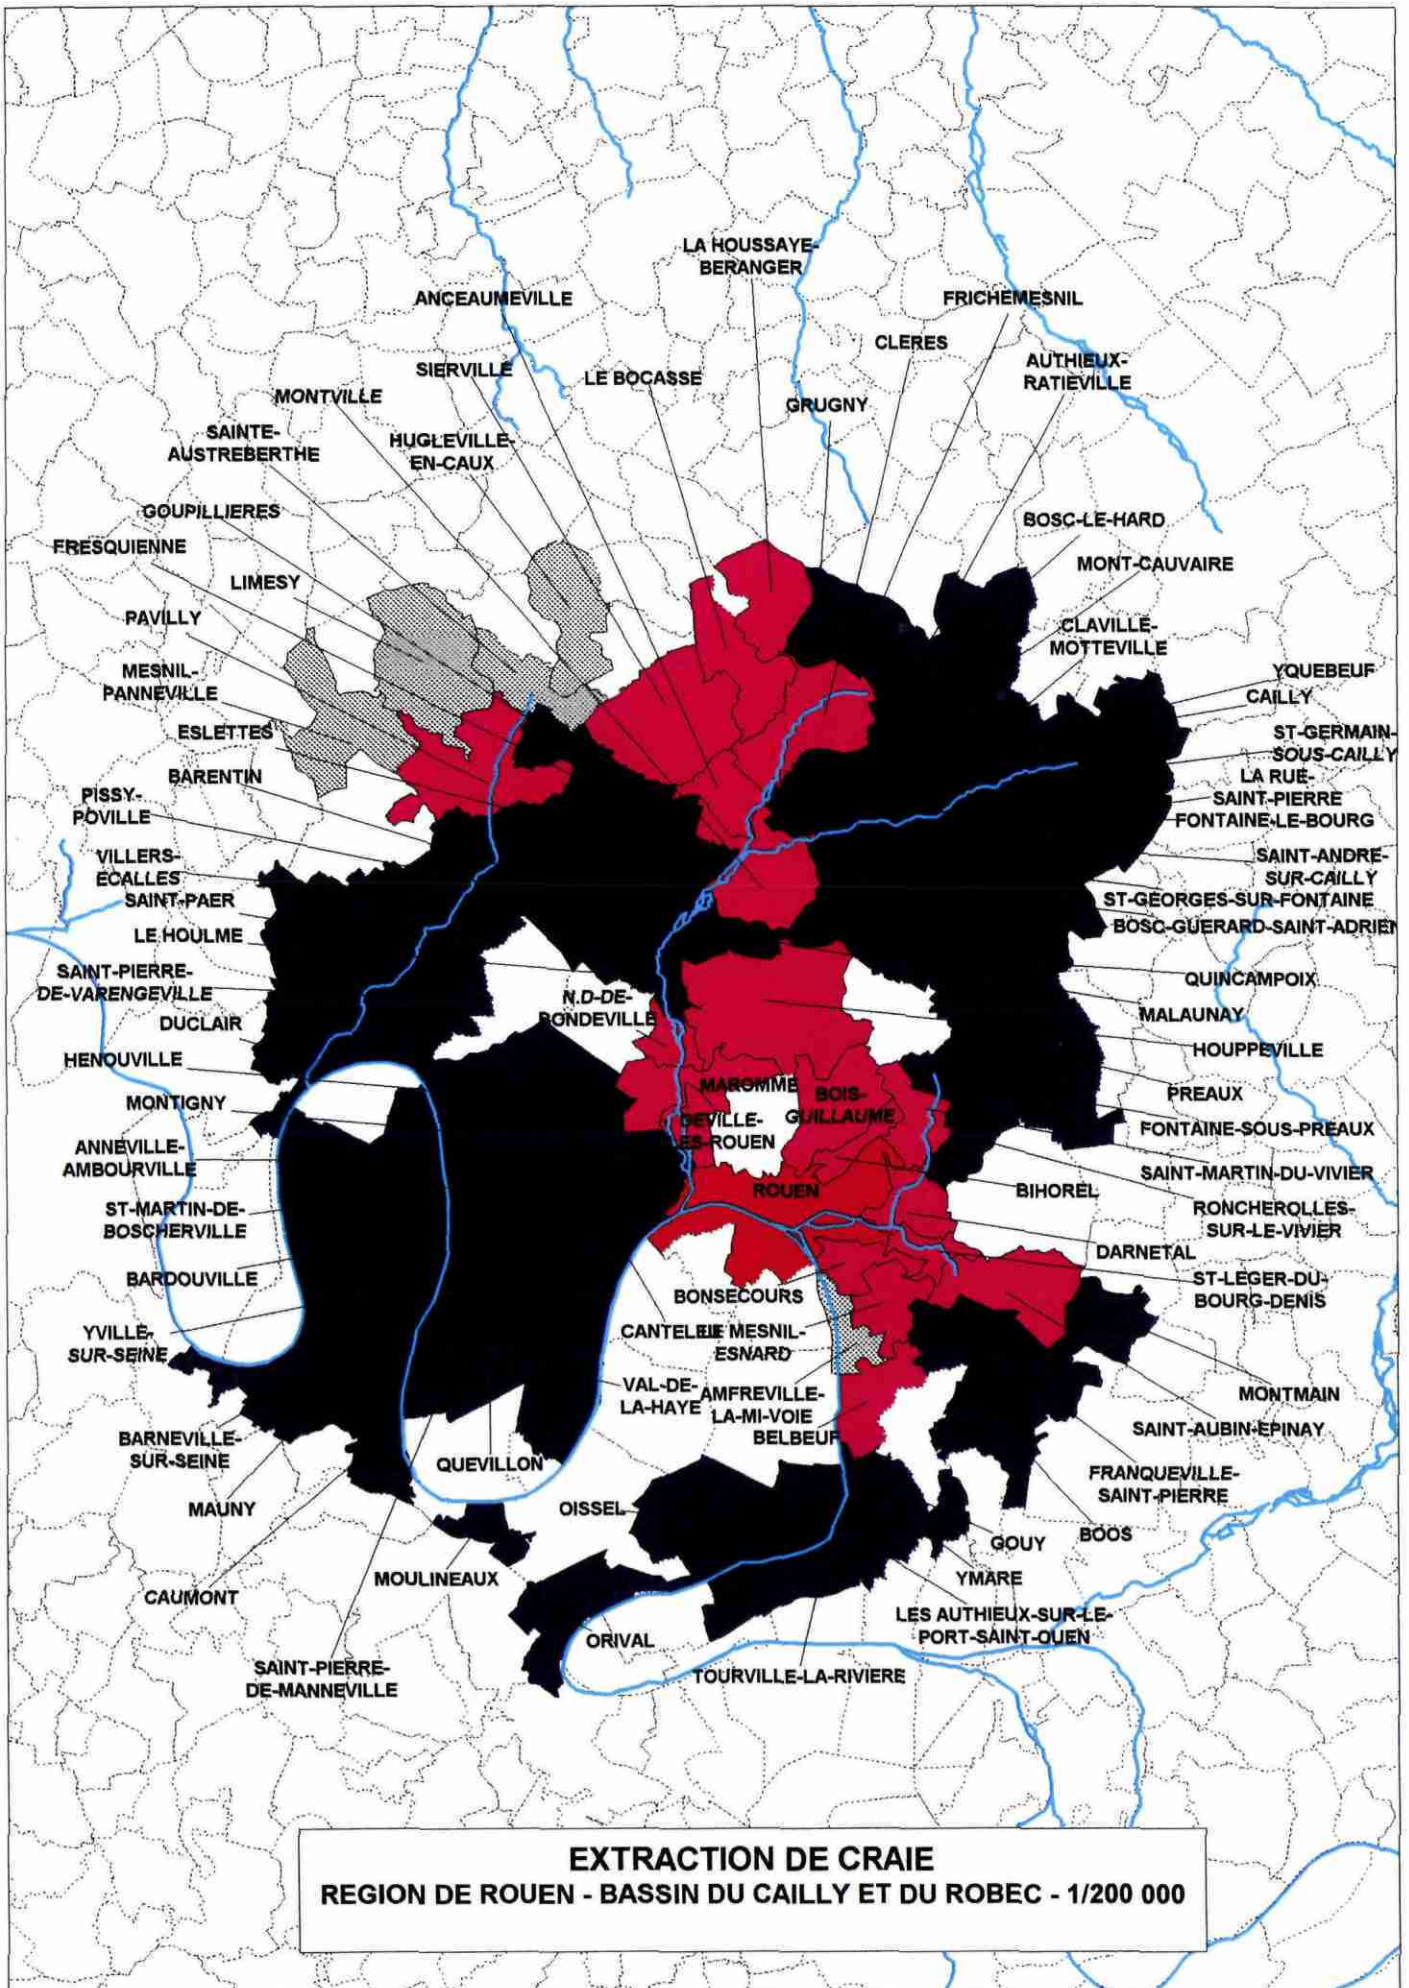 LA HOUSSAYE-
BERANGER
ANCEAUMEVILLE
FRICHEMESNIL
CLERES
AUTHIEUX-
RATIEVILLE
SIERVILLE
LE BOCASSE
MONTVILLE
GRUGNY
SAINTE-
AUSTREBERTHE
HUGLEVILLE-
EN-CAUX
GOUPILLIERES
BOSC-LE-HARD
FRESQUIENNE
MONT-CAUVAIRE
LIMESY
PAVILLY
CLAVILLE-
MOTTEVILLE
MESNIL-
PANNEVILLE
YQUEBEUF
CAILLY
ESLETTES
ST-GERMAIN-
SOUS-CAILLY
BARENTIN
LA RUE-
SAINT-PIERRE
PISSY-
POVILLE
FONTAINE-LE-BOURG
VILLERS-
ECALLES
SAINT-ANDRE-
SUR-CAILLY
SAINT-PAER
ST-GEORGES-SUR-FONTAINE
BOSC-GUERARD-SAINT-ADRIEN
LE HOULME
SAINT-PIERRE-
DE-VARENGEVILLE
QUINCAMPOIX
N.D-DE-
BONDEVILLE
MALAUNAY
DUCLAIR
HOUPPEVILLE
HENOUVILLE
MAROMME
BOIS-
GUILLAUME
PREAUX
MONTIGNY
DEVILLE-
ES-ROUEN
FONTAINE-SOUS-PREAUX
ANNEVILLE-
AMBOURVILLE
SAINT-MARTIN-DU-VIVIER
ROUEN
BIHOREL
ST-MARTIN-DE-
BOSCHERVILLE
RONCHEROLLES-
SUR-LE-VIVIER
DARNETAL
BARDOUVILLE
BONSECOURS
ST-LEGER-DU-
BOURG-DENIS
YVILLE-
SUR-SEINE
CANTELEU
LE MESNIL-
ESNARD
VAL-DE-
LA-HAYE
AMFREVILLE-
LA-MI-VOIE
MONTMAIN
BELBEUF
SAINT-AUBIN-EPINAY
BARNEVILLE-
SUR-SEINE
QUEVILLON
FRANQUEVILLE-
SAINT-PIERRE
MAUNY
OISSEL
BOOS
GOUY
YMARE
CAUMONT
MOULINEAUX
LES AUTHIEUX-SUR-LE-
PORT-SAINT-OUEN
ORIVAL
SAINT-PIERRE-
DE-MANNEVILLE
TOURVILLE-LA-RIVIERE
EXTRACTION DE CRAIE
REGION DE ROUEN - BASSIN DU CAILLY ET DU ROBEC - 1/200 000